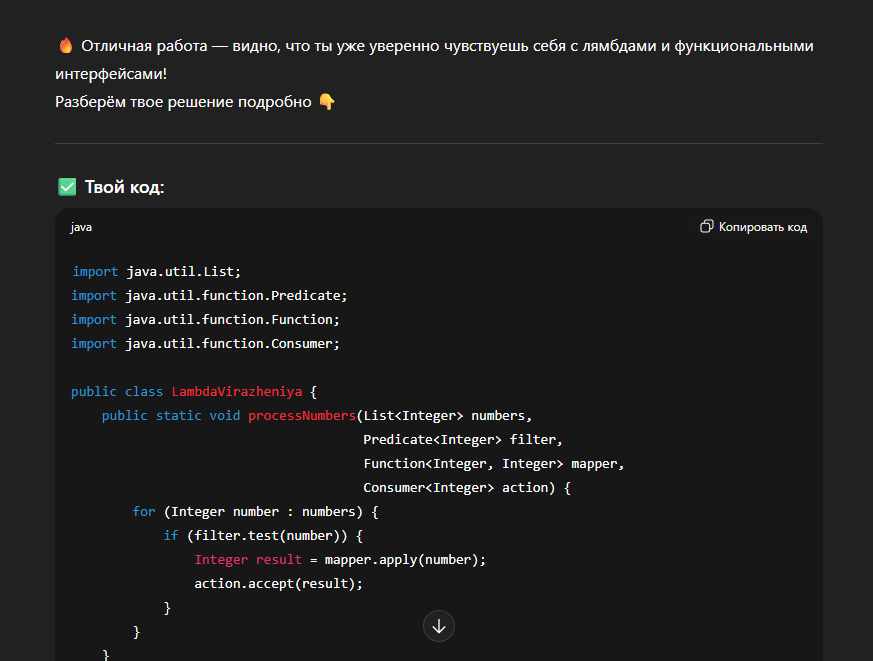 🔥 Отличная работа — видно, что ты уже уверенно чувствуешь себя с лямбдами и функциональными
интерфейсами!
Разберём твое решение подробно 👇
✅ Твой код:
java
Копировать код
import java.util.List;
import java.util.function.Predicate;
import java.util.function.Function;
import java.util.function.Consumer;
public class LambdaVirazheniya {
    public static void processNumbers(List<Integer> numbers,
                                      Predicate<Integer> filter,
                                      Function<Integer, Integer> mapper,
                                      Consumer<Integer> action) {
        for (Integer number : numbers) {
            if (filter.test(number)) {
                Integer result = mapper.apply(number);
                action.accept(result);
            }
        }
    }